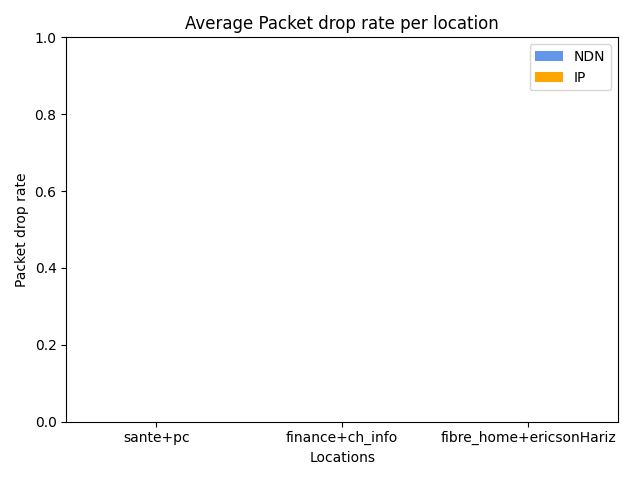 Average Packet drop rate per location
1.0
0.8
0.6
0.4
0.2
0.0
Packet drop rate
NDN
IP
sante+pc
finance+ch_info
fibre_home+ericsonHariz
Locations